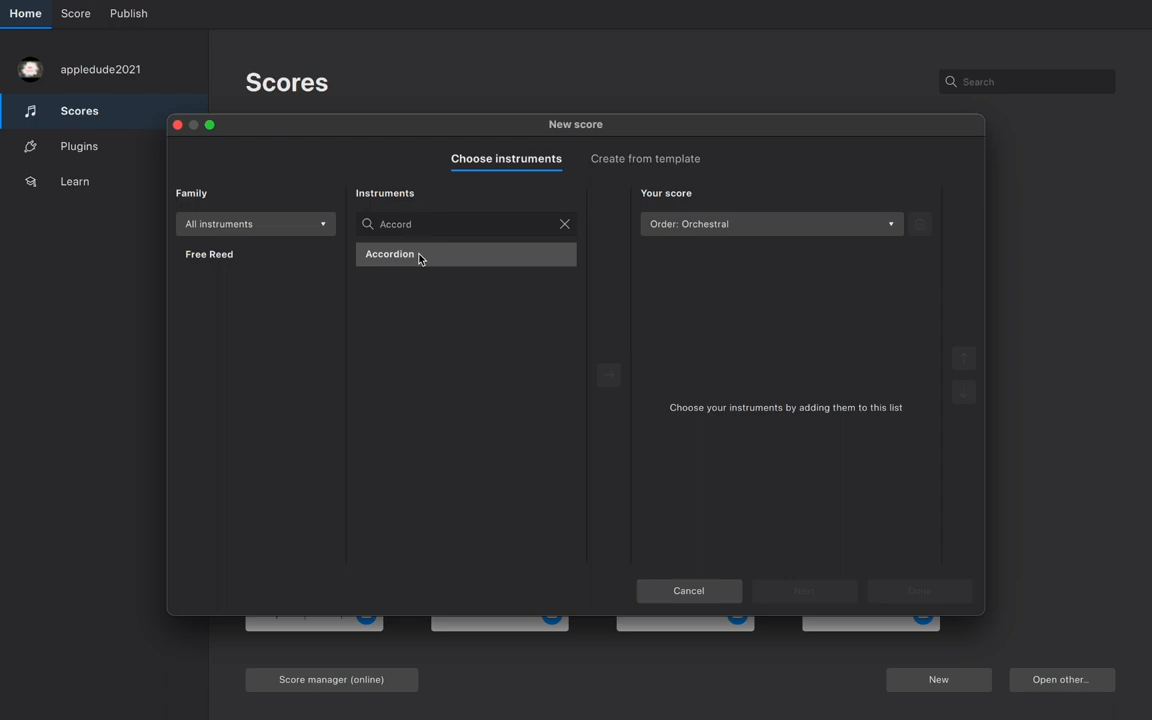 Home Score Publish
appledude2021
Scores
Plugins
Learn
Scores
Search
New score
Choose instruments Create from template
Family
All instruments
Free Reed
Instruments
Accord
Accordion
Your score
Order: Orchestral
Choose your instruments by adding them to this list
Cancel Next Done
Score manager (online) New Open other...